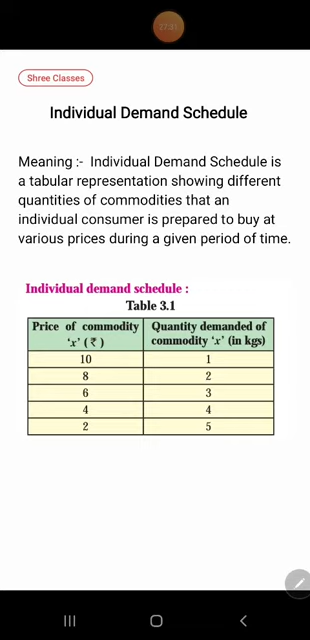 27:31
Shree Classes
Individual Demand Schedule
Meaning :-  Individual Demand Schedule is
a tabular representation showing different
quantities of commodities that an
individual consumer is prepared to buy at
various prices during a given period of time.
Individual demand schedule :
Table 3.1
Price of commodity 'x' (₹) Quantity demanded of commodity 'x' (in kgs)
10 1
8 2
6 3
4 4
2 5